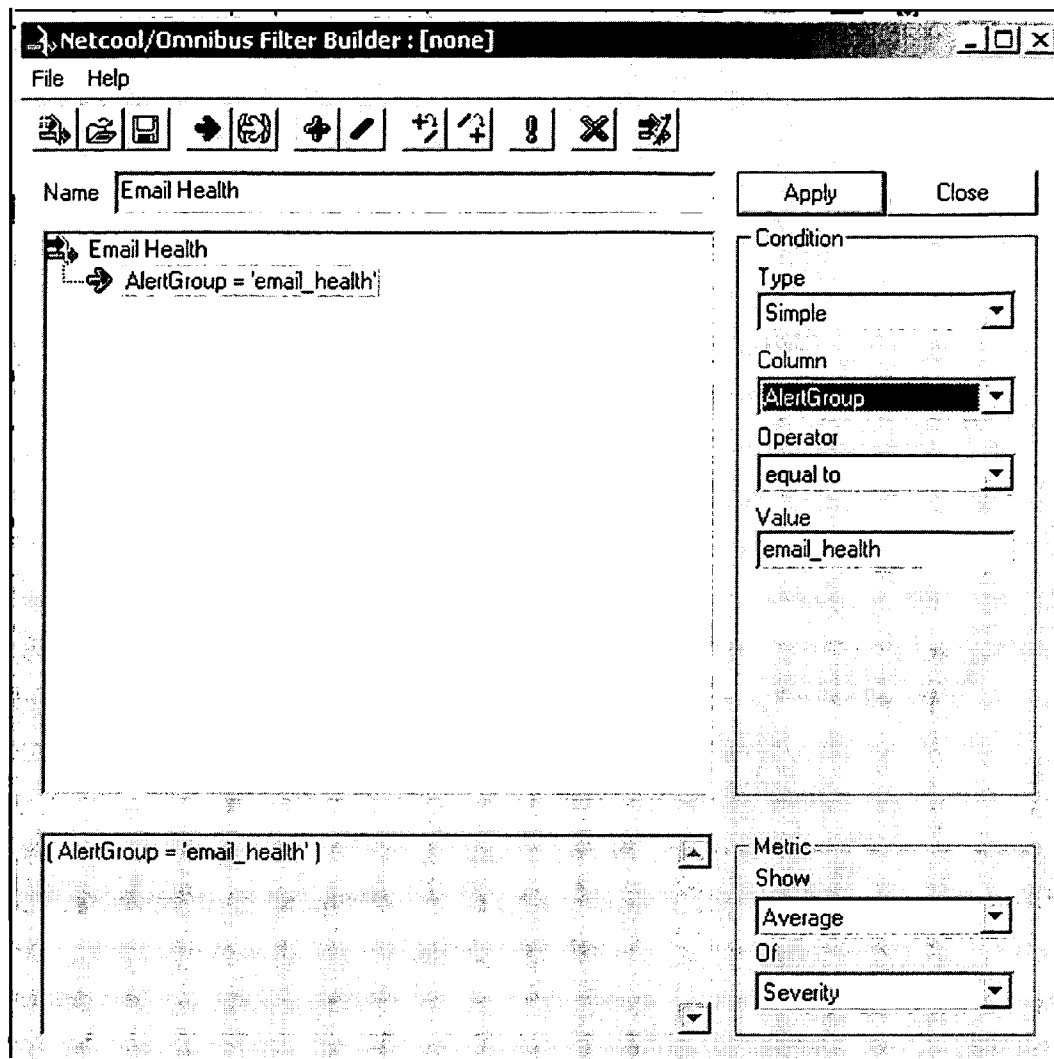 Netcool/Omnibus Filter Builder : [none]
File Help
Name Email Health
Apply Close
Email Health
AlertGroup = 'email_health'
Condition
Type
Simple
Column
AlertGroup
Operator
equal to
Value
email_health
( AlertGroup = 'email_health' )
Metric
Show
Average
Of
Severity